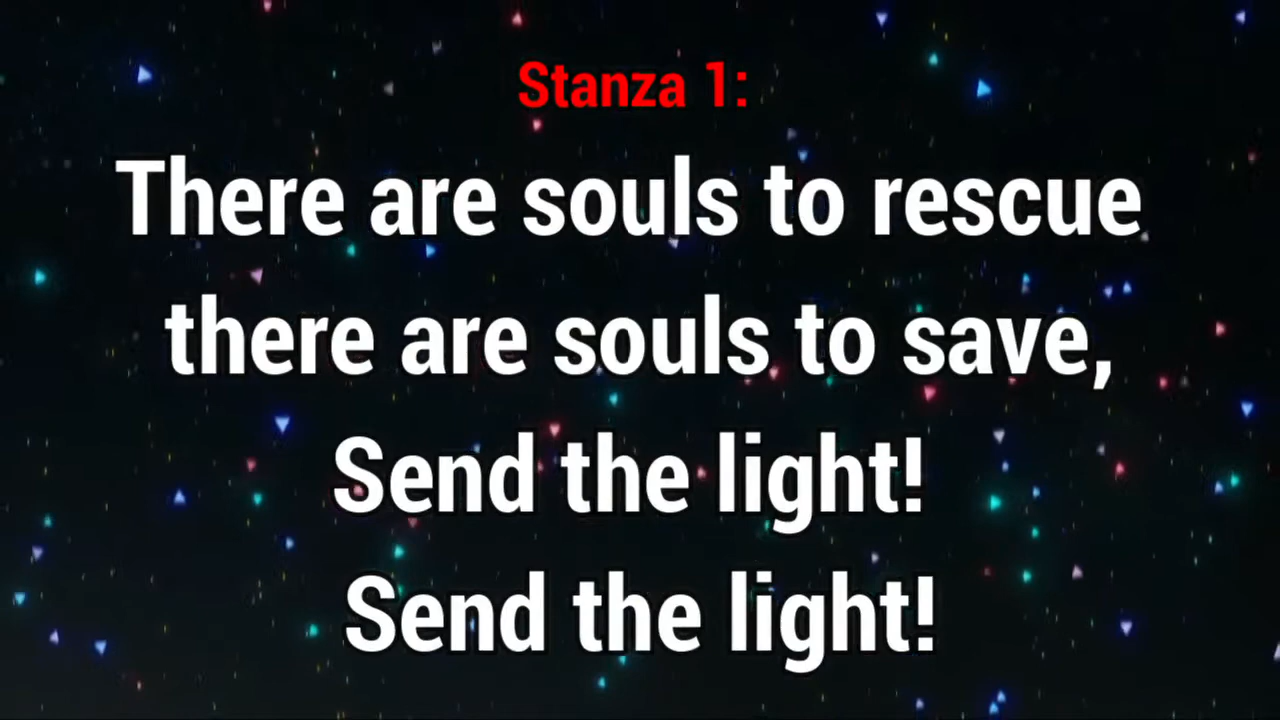 Stanza 1:
There are souls to rescue
there are souls to save,
Send the light!
Send the light!